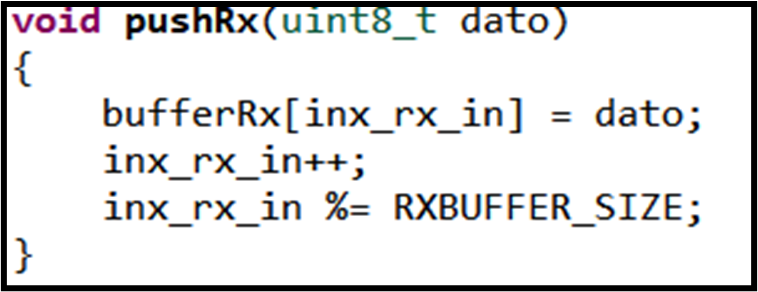 void pushRx(uint8_t dato)
{
    bufferRx[inx_rx_in] = dato;
    inx_rx_in++;
    inx_rx_in %= RXBUFFER_SIZE;
}